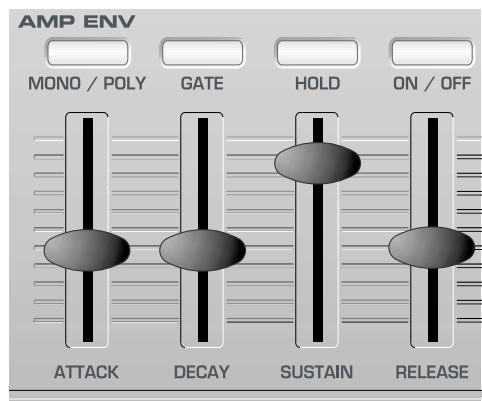 AMP ENV
MONO / POLY GATE HOLD ON / OFF
ATTACK DECAY SUSTAIN RELEASE